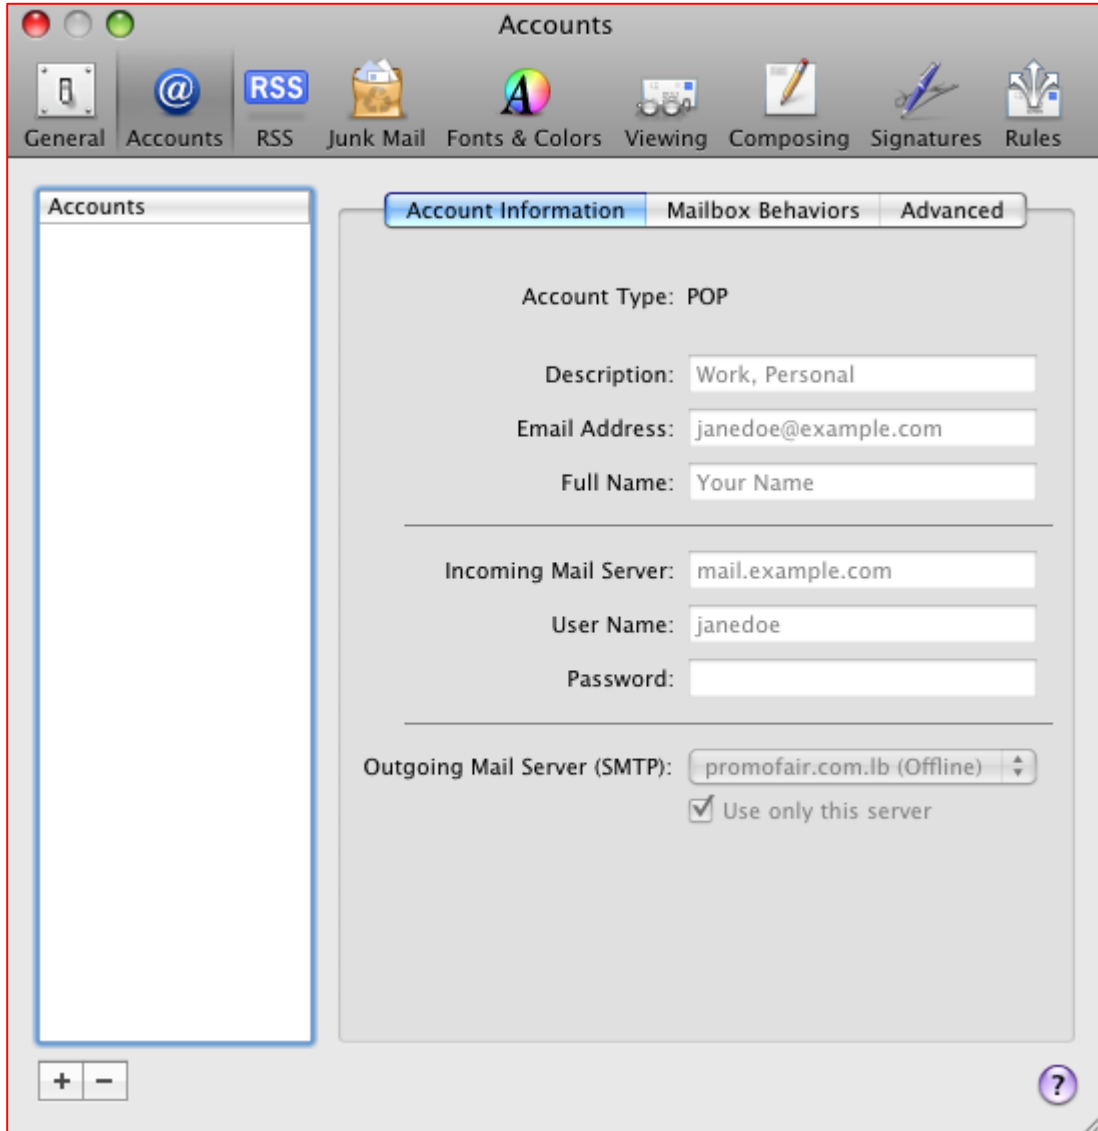 Accounts
General Accounts RSS Junk Mail Fonts & Colors Viewing Composing Signatures Rules
Accounts
Account Information Mailbox Behaviors Advanced
Account Type: POP
Description: Work, Personal
Email Address: janedoe@example.com
Full Name: Your Name
Incoming Mail Server: mail.example.com
User Name: janedoe
Password:
Outgoing Mail Server (SMTP): promofair.com.lb (Offline)
Use only this server
+ − ?